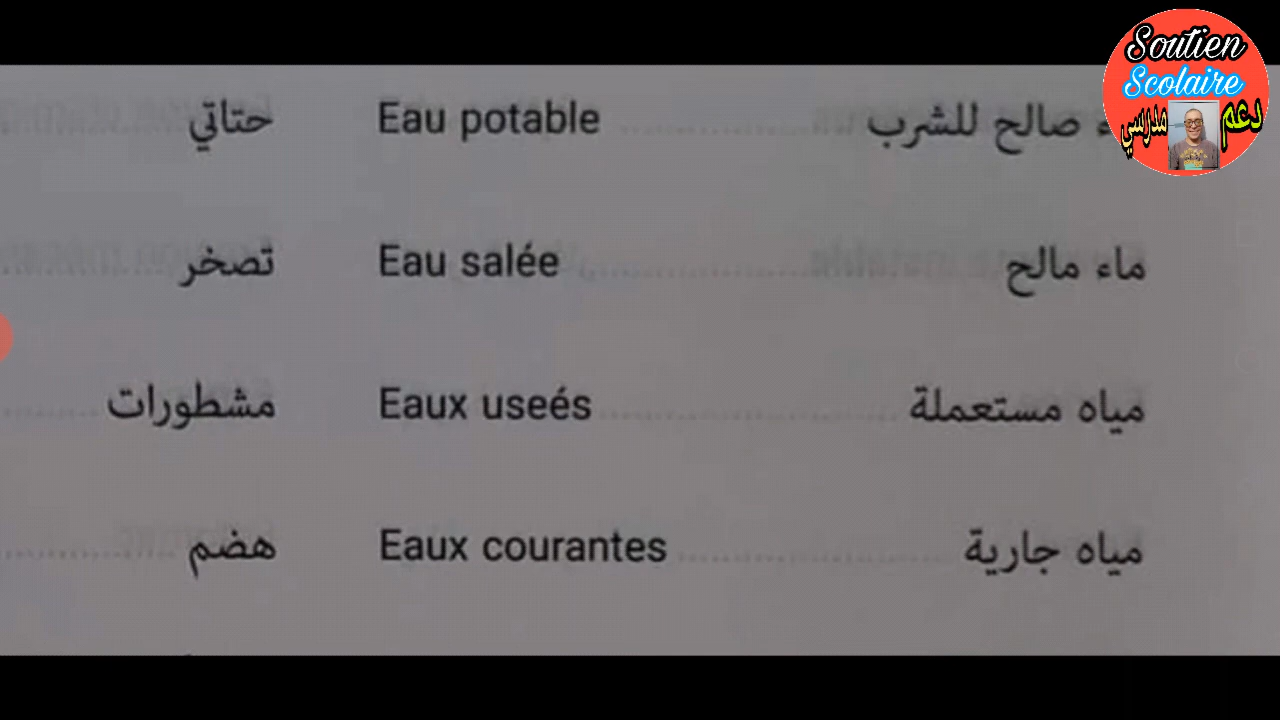 Soutien
Scolaire
دعم مدرسي
حتاتي Eau potable صالح للشرب
تصخر Eau salée ماء مالح
مشطورات Eaux useés مياه مستعملة
هضم Eaux courantes مياه جارية